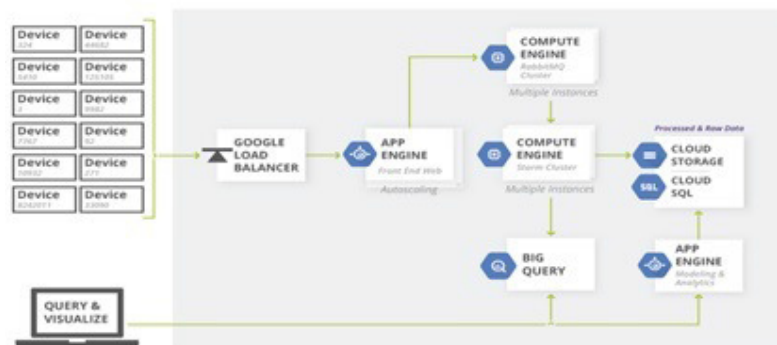 Device
324
Device
44682
Device
5410
Device
125105
Device
2
Device
9982
Device
7767
Device
92
Device
10932
Device
271
Device
8242011
Device
33090
GOOGLE
LOAD
BALANCER
APP
ENGINE
Front End Web
Autoscaling
COMPUTE
ENGINE
RabbitMQ
Cluster
Multiple Instances
COMPUTE
ENGINE
Storm Cluster
Multiple Instances
Processed & Raw Data
CLOUD
STORAGE
SQL
CLOUD
SQL
BIG
QUERY
APP
ENGINE
Modeling &
Analytics
QUERY &
VISUALIZE